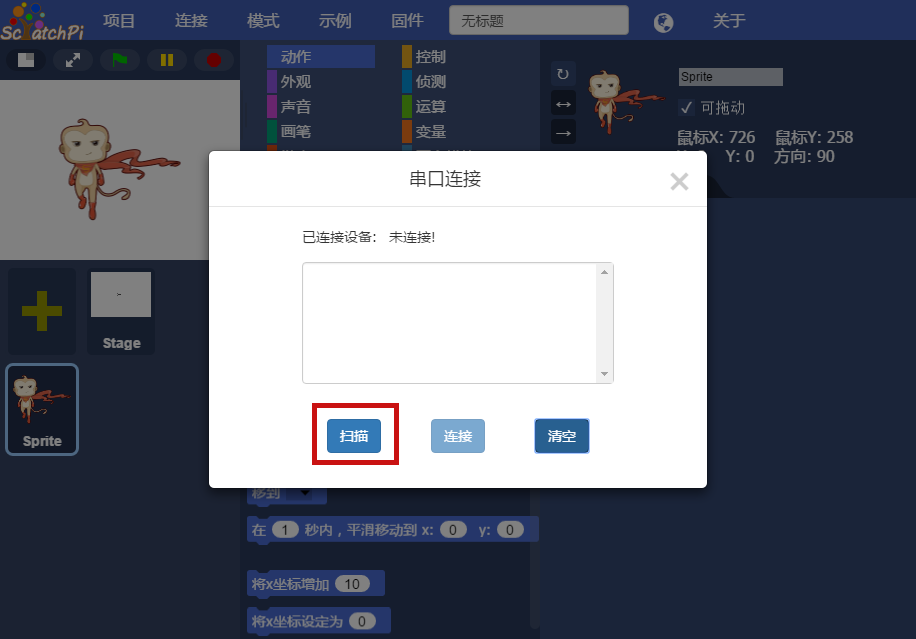 ScratchPi
项目 连接 模式 示例 固件 无标题 关于
动作 控制
外观 侦测
声音 运算
画笔 变量
Sprite
可拖动
鼠标X: 726 鼠标Y: 258
Y: 0 方向: 90
串口连接
×
已连接设备： 未连接!
扫描 连接 清空
-
Stage
Sprite
移到
在 1 秒内，平滑移动到 x: 0 y: 0
将x坐标增加 10
将x坐标设定为 0